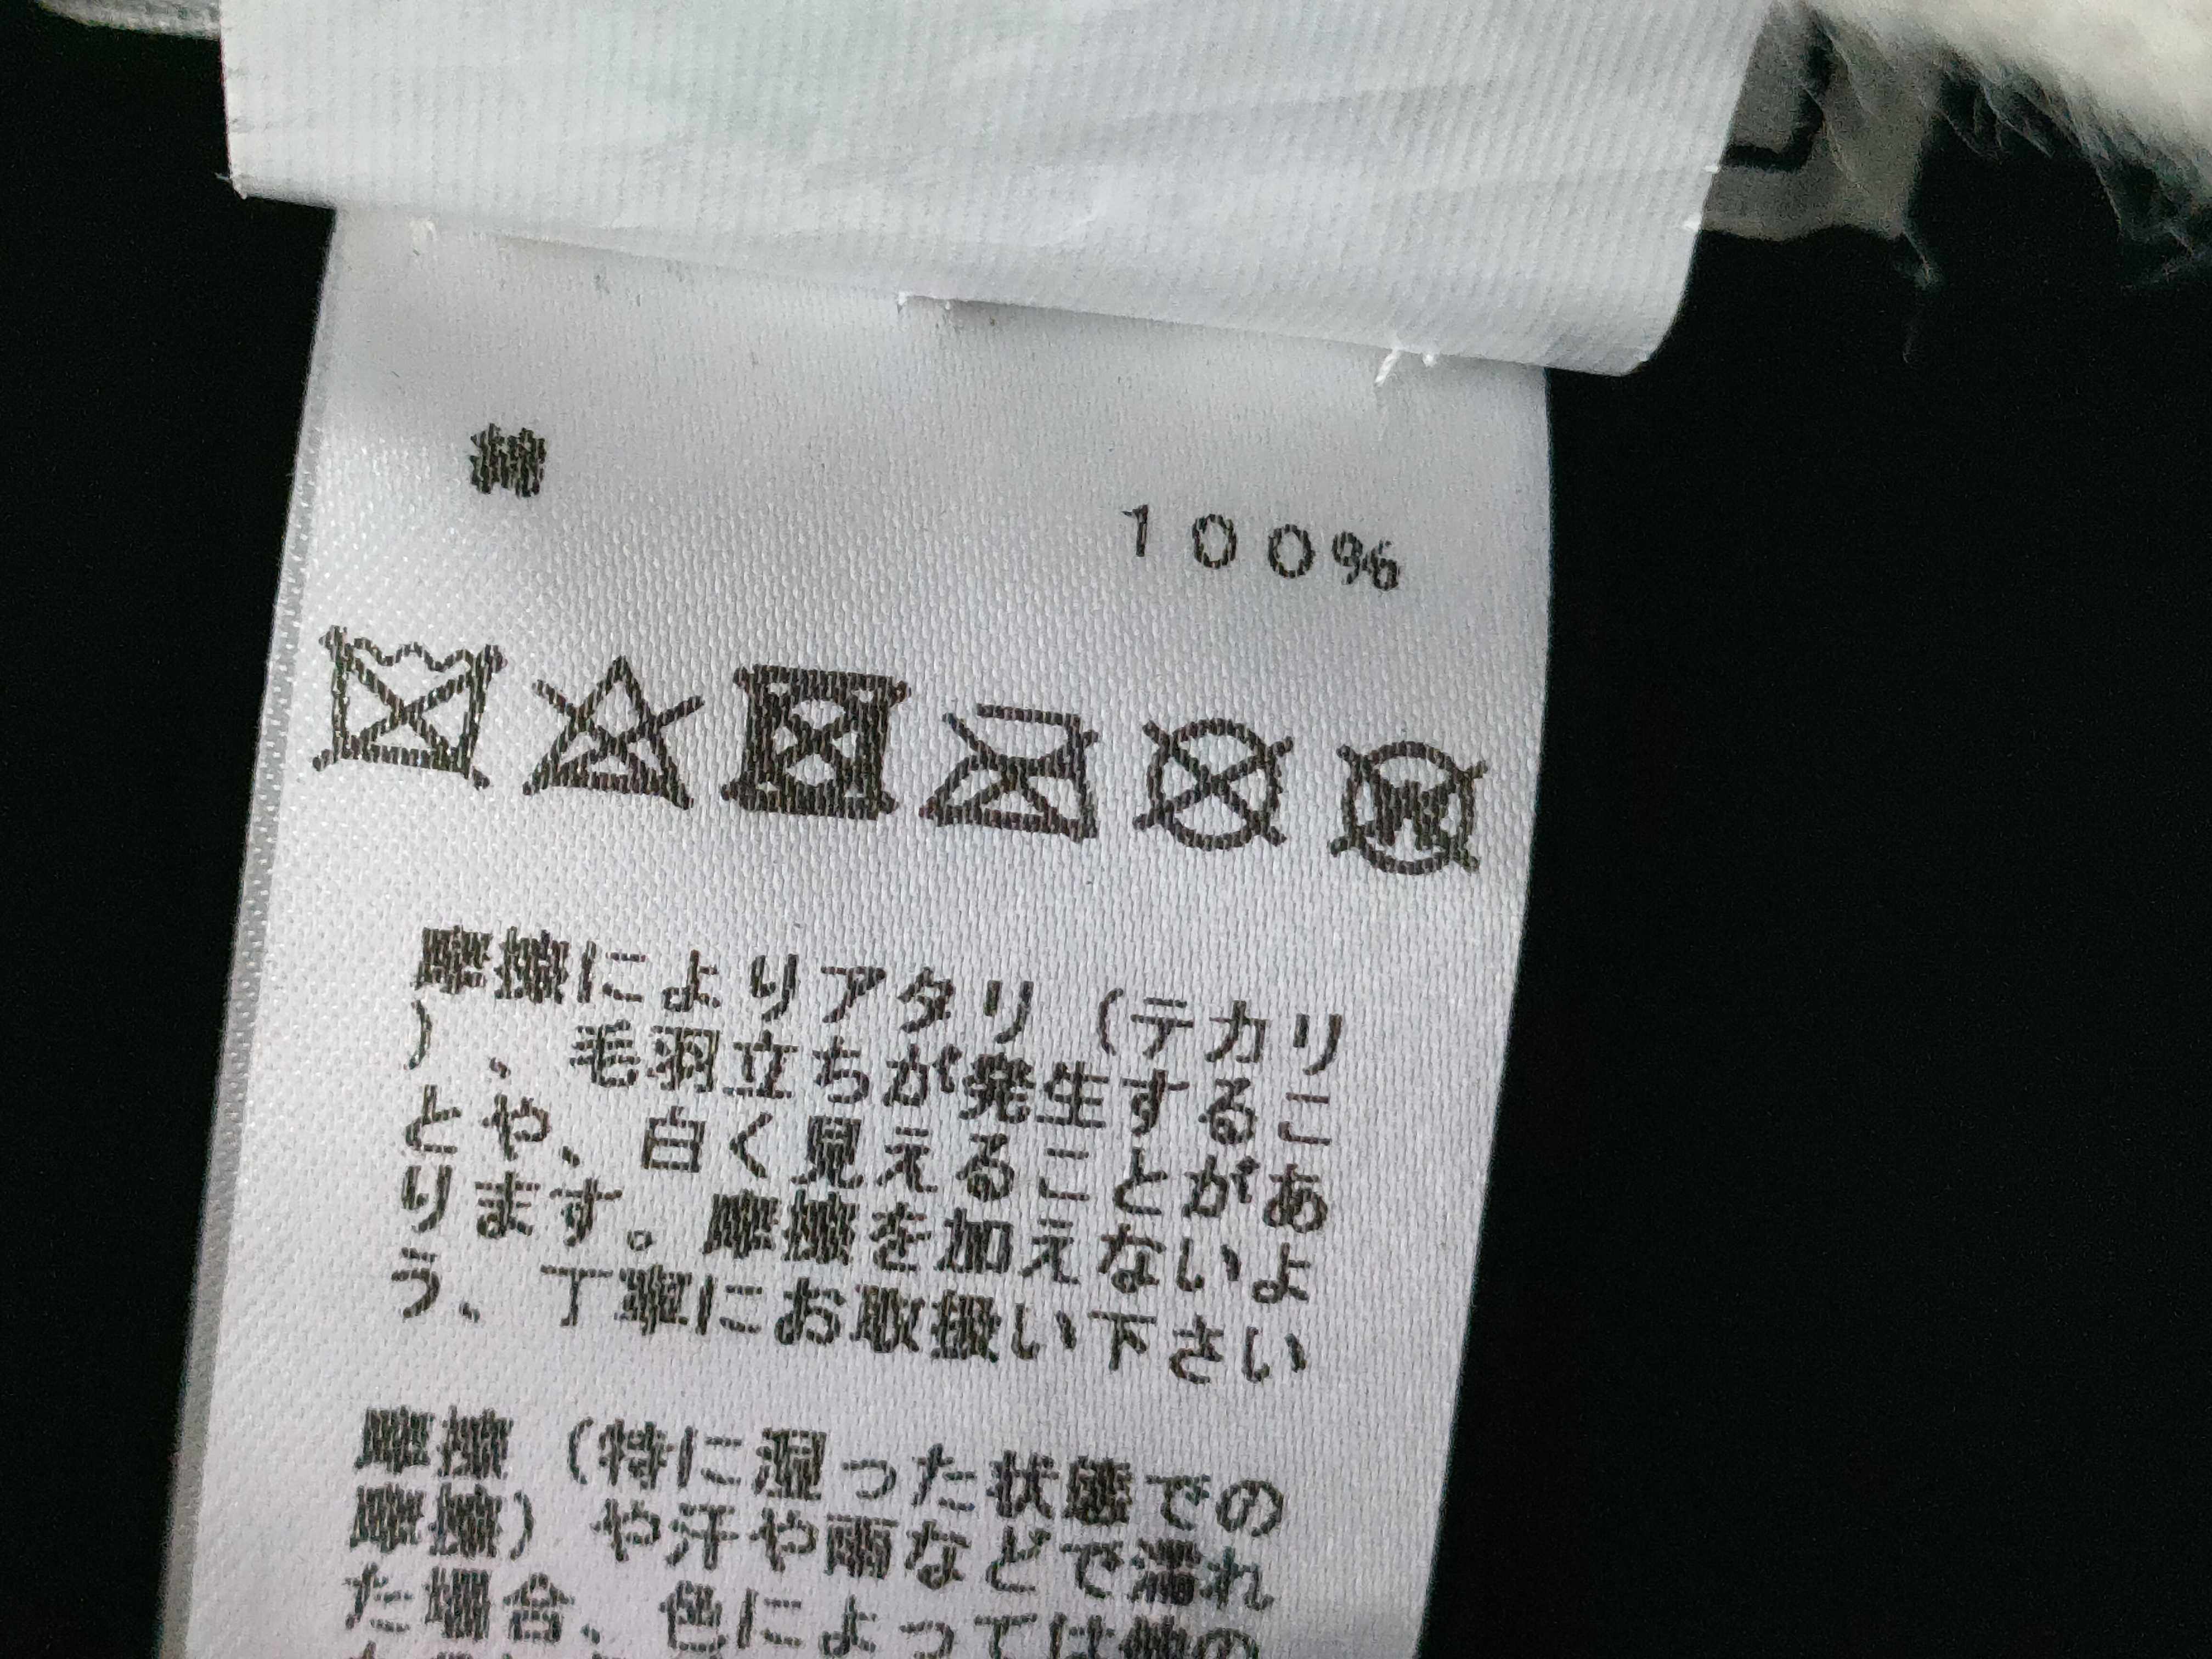 綿
100%
W
摩擦によりアタリ（テカリ
）、毛羽立ちが発生するこ
とや、白く見えることがあ
ります。摩擦を加えないよ
う、丁寧にお取扱い下さい
摩擦（特に湿った状態での
摩擦）や汗や雨などで濡れ
た場合、色によっては他の